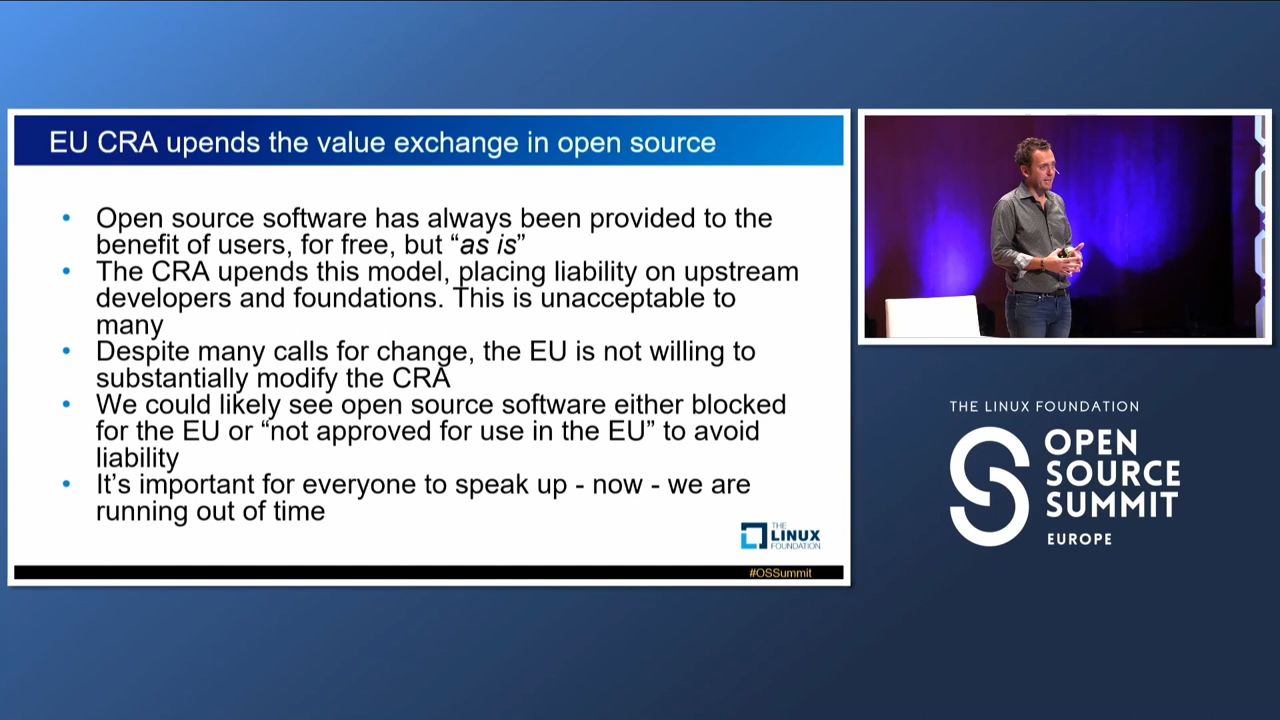 EU CRA upends the value exchange in open source
• Open source software has always been provided to the
benefit of users, for free, but “as is”
• The CRA upends this model, placing liability on upstream
developers and foundations. This is unacceptable to
many
• Despite many calls for change, the EU is not willing to
substantially modify the CRA
• We could likely see open source software either blocked
for the EU or “not approved for use in the EU” to avoid
liability
• It’s important for everyone to speak up - now - we are
running out of time
THE
LINUX
FOUNDATION
#OSSummit
THE LINUX FOUNDATION
OPEN
SOURCE
SUMMIT
EUROPE